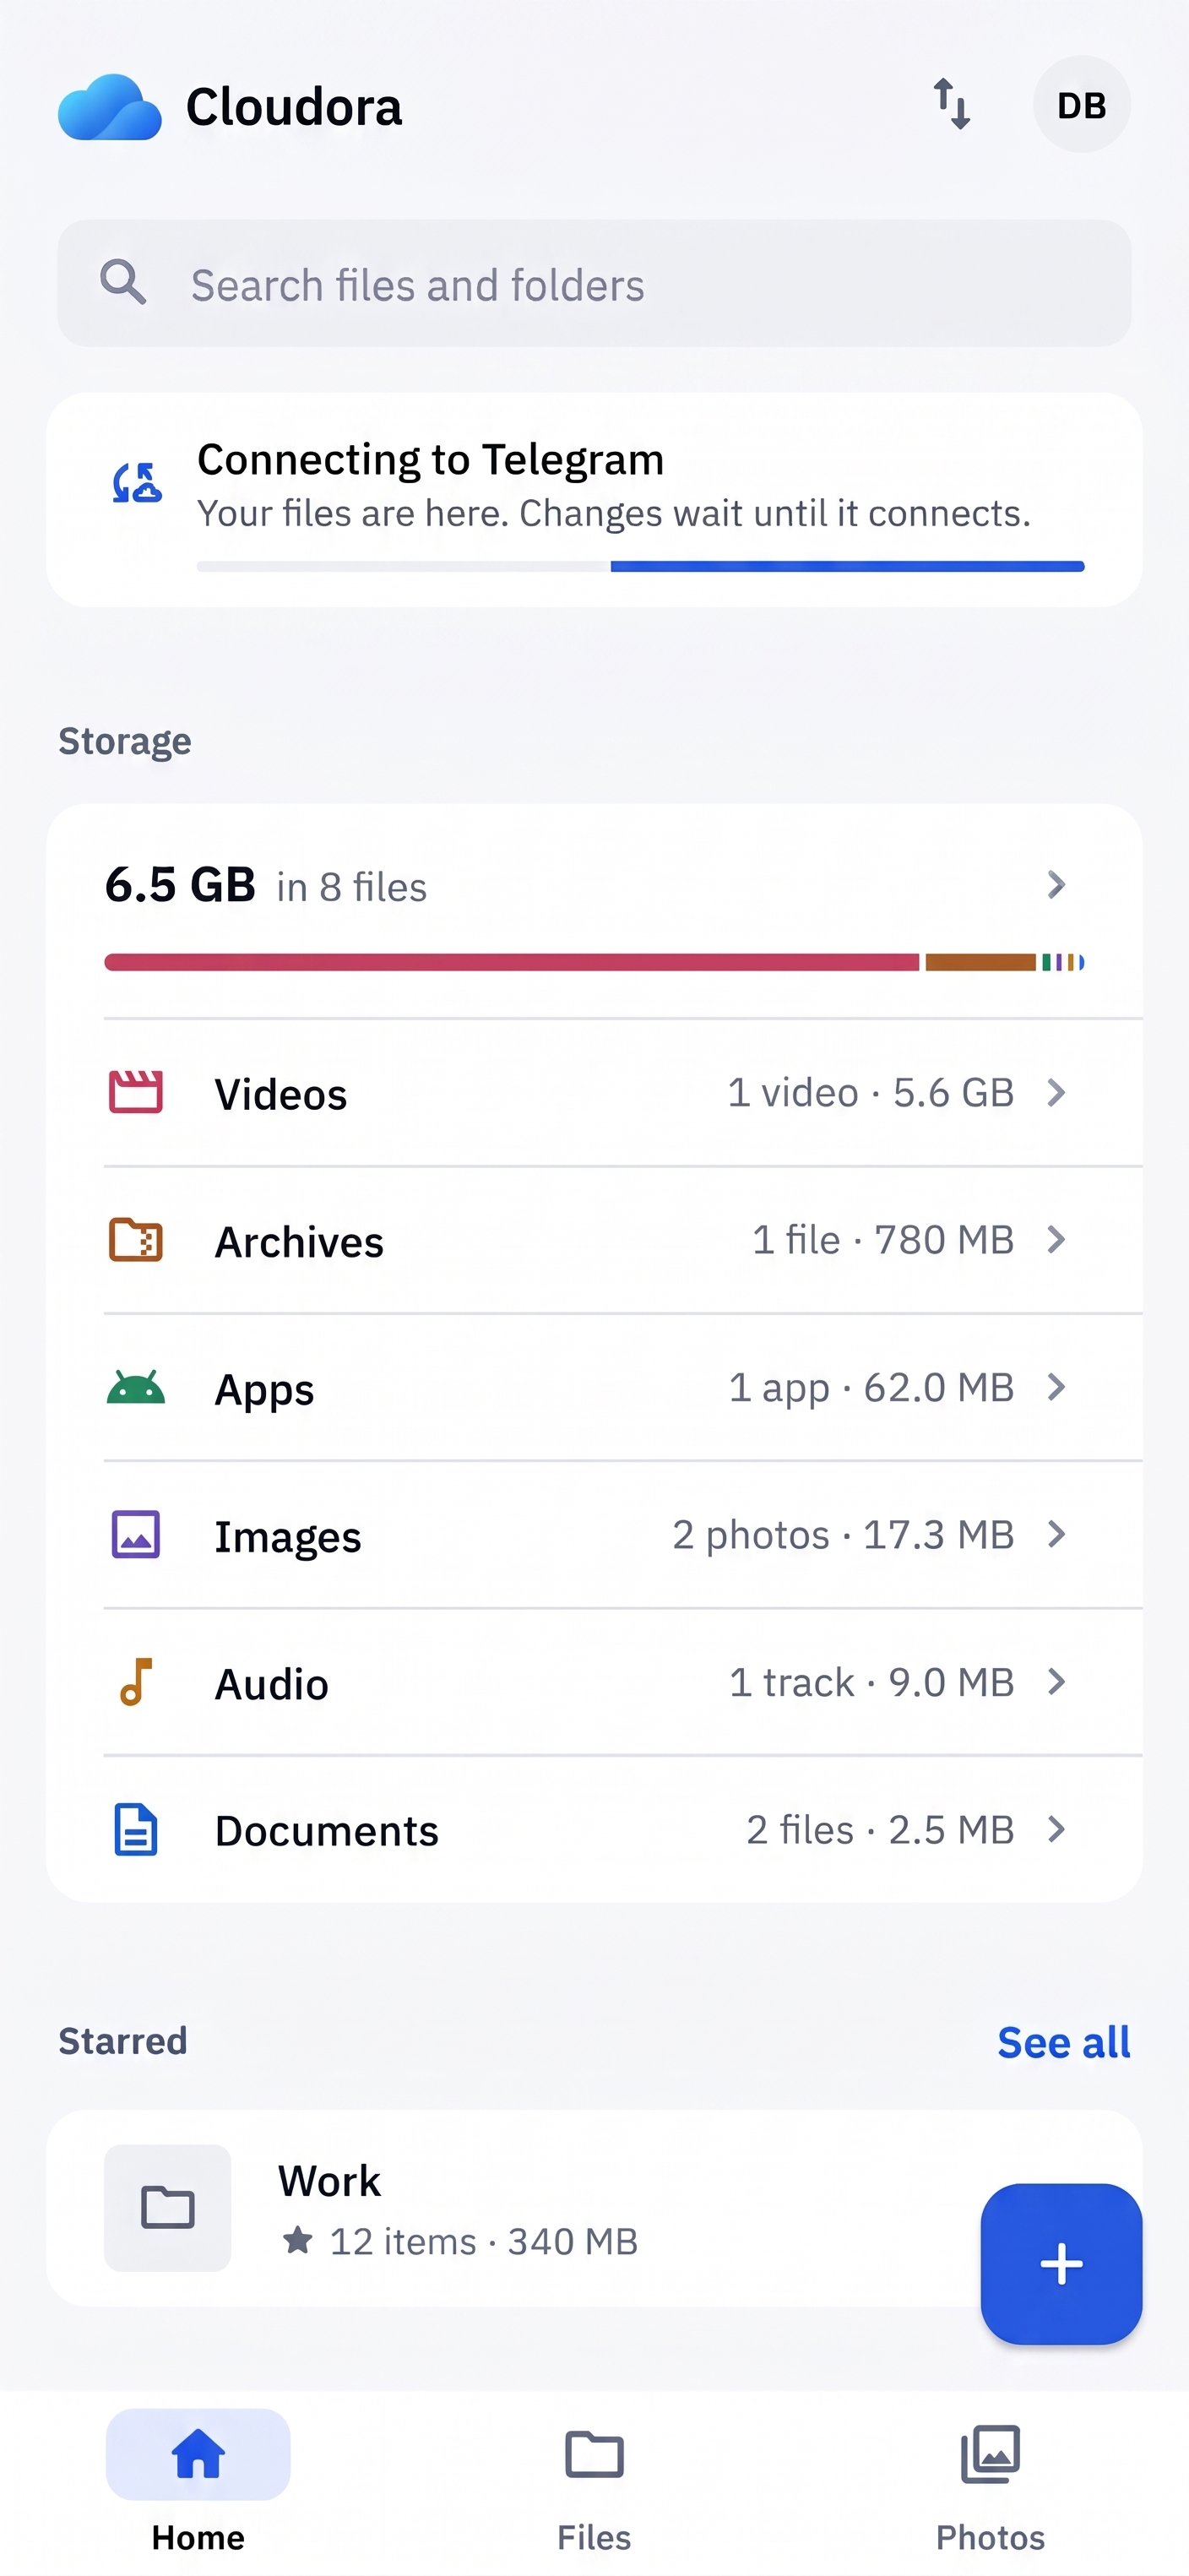 Cloudora
DB
Search files and folders
Connecting to Telegram
Your files are here. Changes wait until it connects.
Storage
6.5 GB in 8 files
Videos 1 video · 5.6 GB
Archives 1 file · 780 MB
Apps 1 app · 62.0 MB
Images 2 photos · 17.3 MB
Audio 1 track · 9.0 MB
Documents 2 files · 2.5 MB
Starred See all
Work
12 items · 340 MB
Home Files Photos